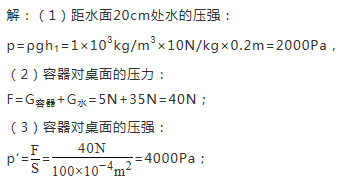 解：（1）距水面20cm处水的压强：
p=ρgh₁=1×10³kg/m³×10N/kg×0.2m=2000Pa，
（2）容器对桌面的压力：
F=G容器+G水=5N+35N=40N；
（3）容器对桌面的压强：
p′=F/S=40N/100×10⁻⁴m²=4000Pa；